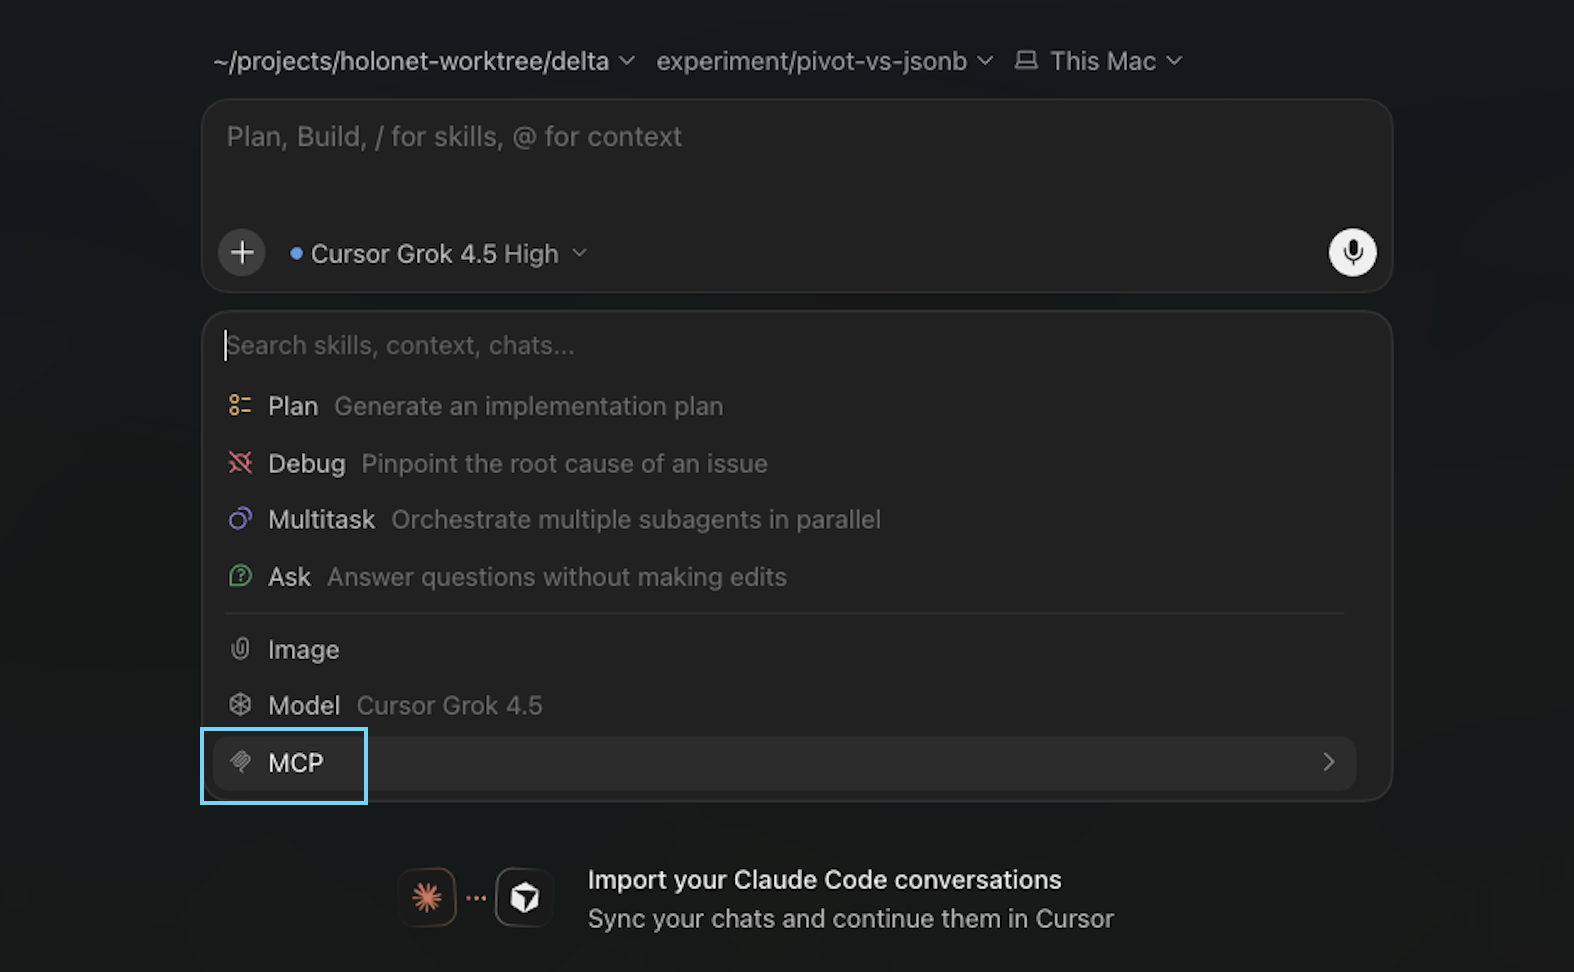 ~/projects/holonet-worktree/delta experiment/pivot-vs-jsonb This Mac
Plan, Build, / for skills, @ for context
Cursor Grok 4.5 High
Search skills, context, chats...
Plan Generate an implementation plan
Debug Pinpoint the root cause of an issue
Multitask Orchestrate multiple subagents in parallel
Ask Answer questions without making edits
Image
Model Cursor Grok 4.5
MCP
Import your Claude Code conversations
Sync your chats and continue them in Cursor